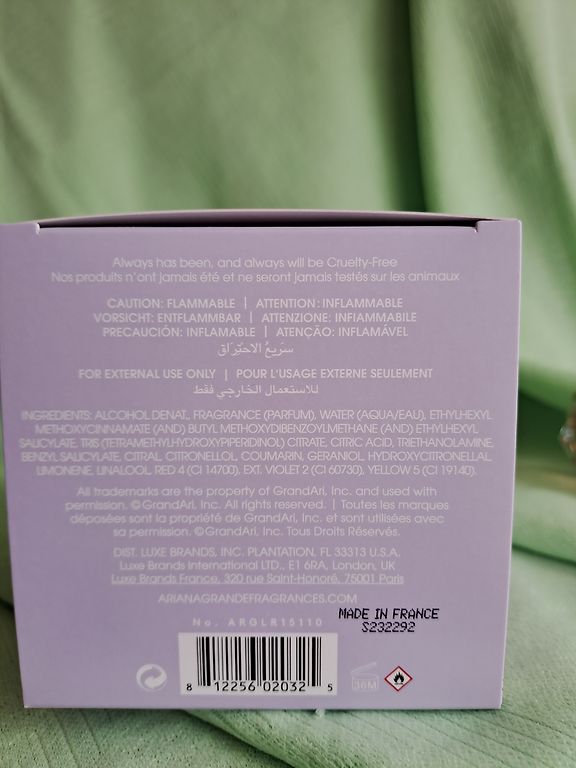 Always has been, and always will be Cruelty-Free
Nos produits n'ont jamais été et ne seront jamais testés sur les animaux
CAUTION: FLAMMABLE | ATTENTION: INFLAMMABLE
VORSICHT: ENTFLAMMBAR | ATTENZIONE: INFIAMMABILE
PRECAUCIÓN: INFLAMABLE | ATENÇÃO: INFLAMÁVEL
سَريعُ الاحتِرَاق
FOR EXTERNAL USE ONLY | POUR L'USAGE EXTERNE SEULEMENT
للاستعمال الخارجي فقط
INGREDIENTS: ALCOHOL DENAT., FRAGRANCE (PARFUM), WATER (AQUA/EAU), ETHYLHEXYL
METHOXYCINNAMATE (AND) BUTYL METHOXYDIBENZOYLMETHANE (AND) ETHYLHEXYL
SALICYLATE, TRIS (TETRAMETHYLHYDROXYPIPERIDINOL) CITRATE, CITRIC ACID, TRIETHANOLAMINE,
BENZYL SALICYLATE, CITRAL, CITRONELLOL, COUMARIN, GERANIOL, HYDROXYCITRONELLAL,
LIMONENE, LINALOOL, RED 4 (CI 14700), EXT. VIOLET 2 (CI 60730), YELLOW 5 (CI 19140).
All trademarks are the property of GrandAri, Inc. and used with
permission. ©GrandAri, Inc. All rights reserved. | Toutes les marques
déposées sont la propriété de GrandAri, Inc. et sont utilisées avec
sa permission. ©GrandAri, Inc. Tous Droits Réservés.
DIST. LUXE BRANDS, INC. PLANTATION, FL 33313 U.S.A.
Luxe Brands International LTD., E1 6RA, London, UK
Luxe Brands France, 320 rue Saint-Honoré, 75001 Paris
ARIANAGRANDEFRAGRANCES.COM
No. ARGLR15110
MADE IN FRANCE
S232292
8 12256 02032 5
36M